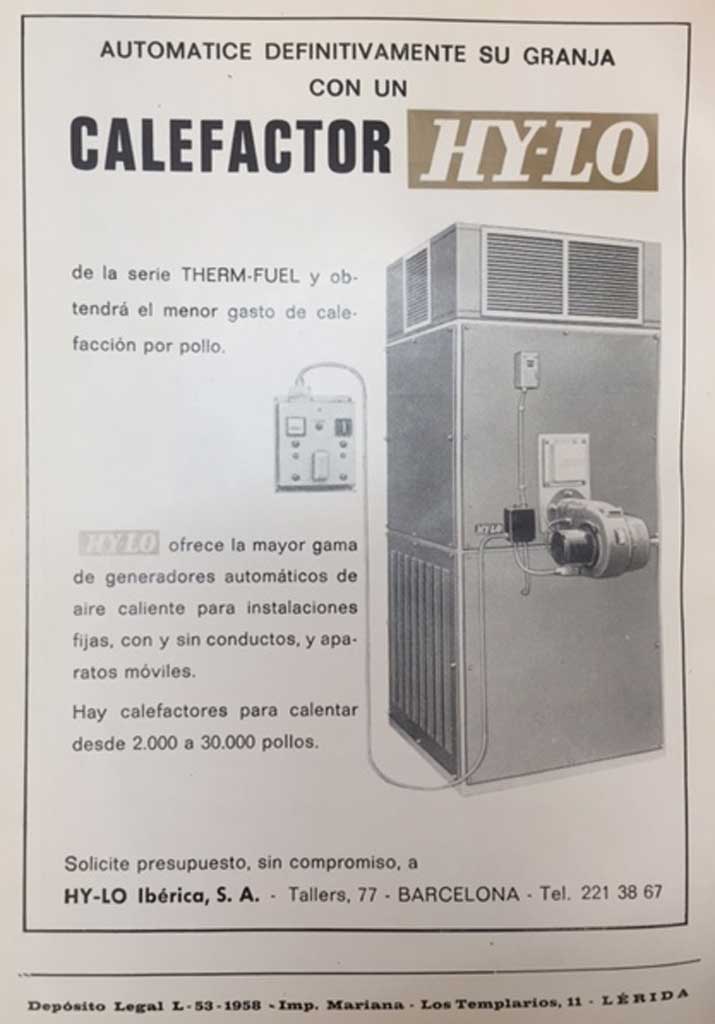 AUTOMATICE DEFINITIVAMENTE SU GRANJA
CON UN
CALEFACTOR HY-LO
de la serie THERM-FUEL y ob-
tendrá el menor gasto de cale-
facción por pollo.
HY-LO ofrece la mayor gama
de generadores automáticos de
aire caliente para instalaciones
fijas, con y sin conductos, y apa-
ratos móviles.
Hay calefactores para calentar
desde 2.000 a 30.000 pollos.
HY-LO
Solicite presupuesto, sin compromiso, a
HY-LO Ibérica, S. A. - Tallers, 77 - BARCELONA - Tel. 221 38 67
Depósito Legal L-53-1958 - Imp. Mariana - Los Templarios, 11 - LÉRIDA